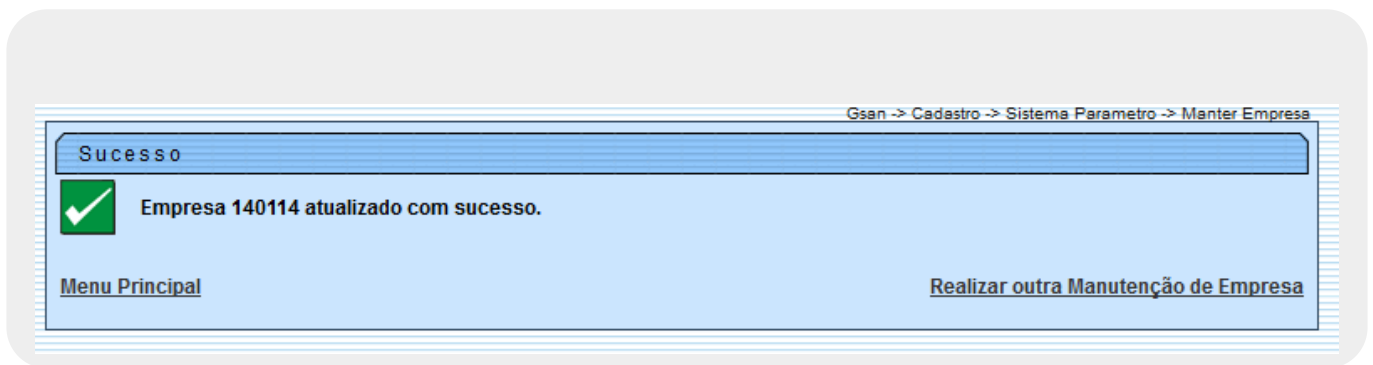 Gsan -> Cadastro -> Sistema Parametro -> Manter Empresa
Sucesso
Empresa 140114 atualizado com sucesso.
Menu Principal
Realizar outra Manutenção de Empresa